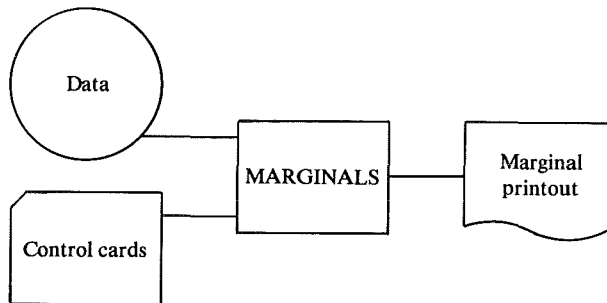 Data
Control cards
MARGINALS
Marginal
printout